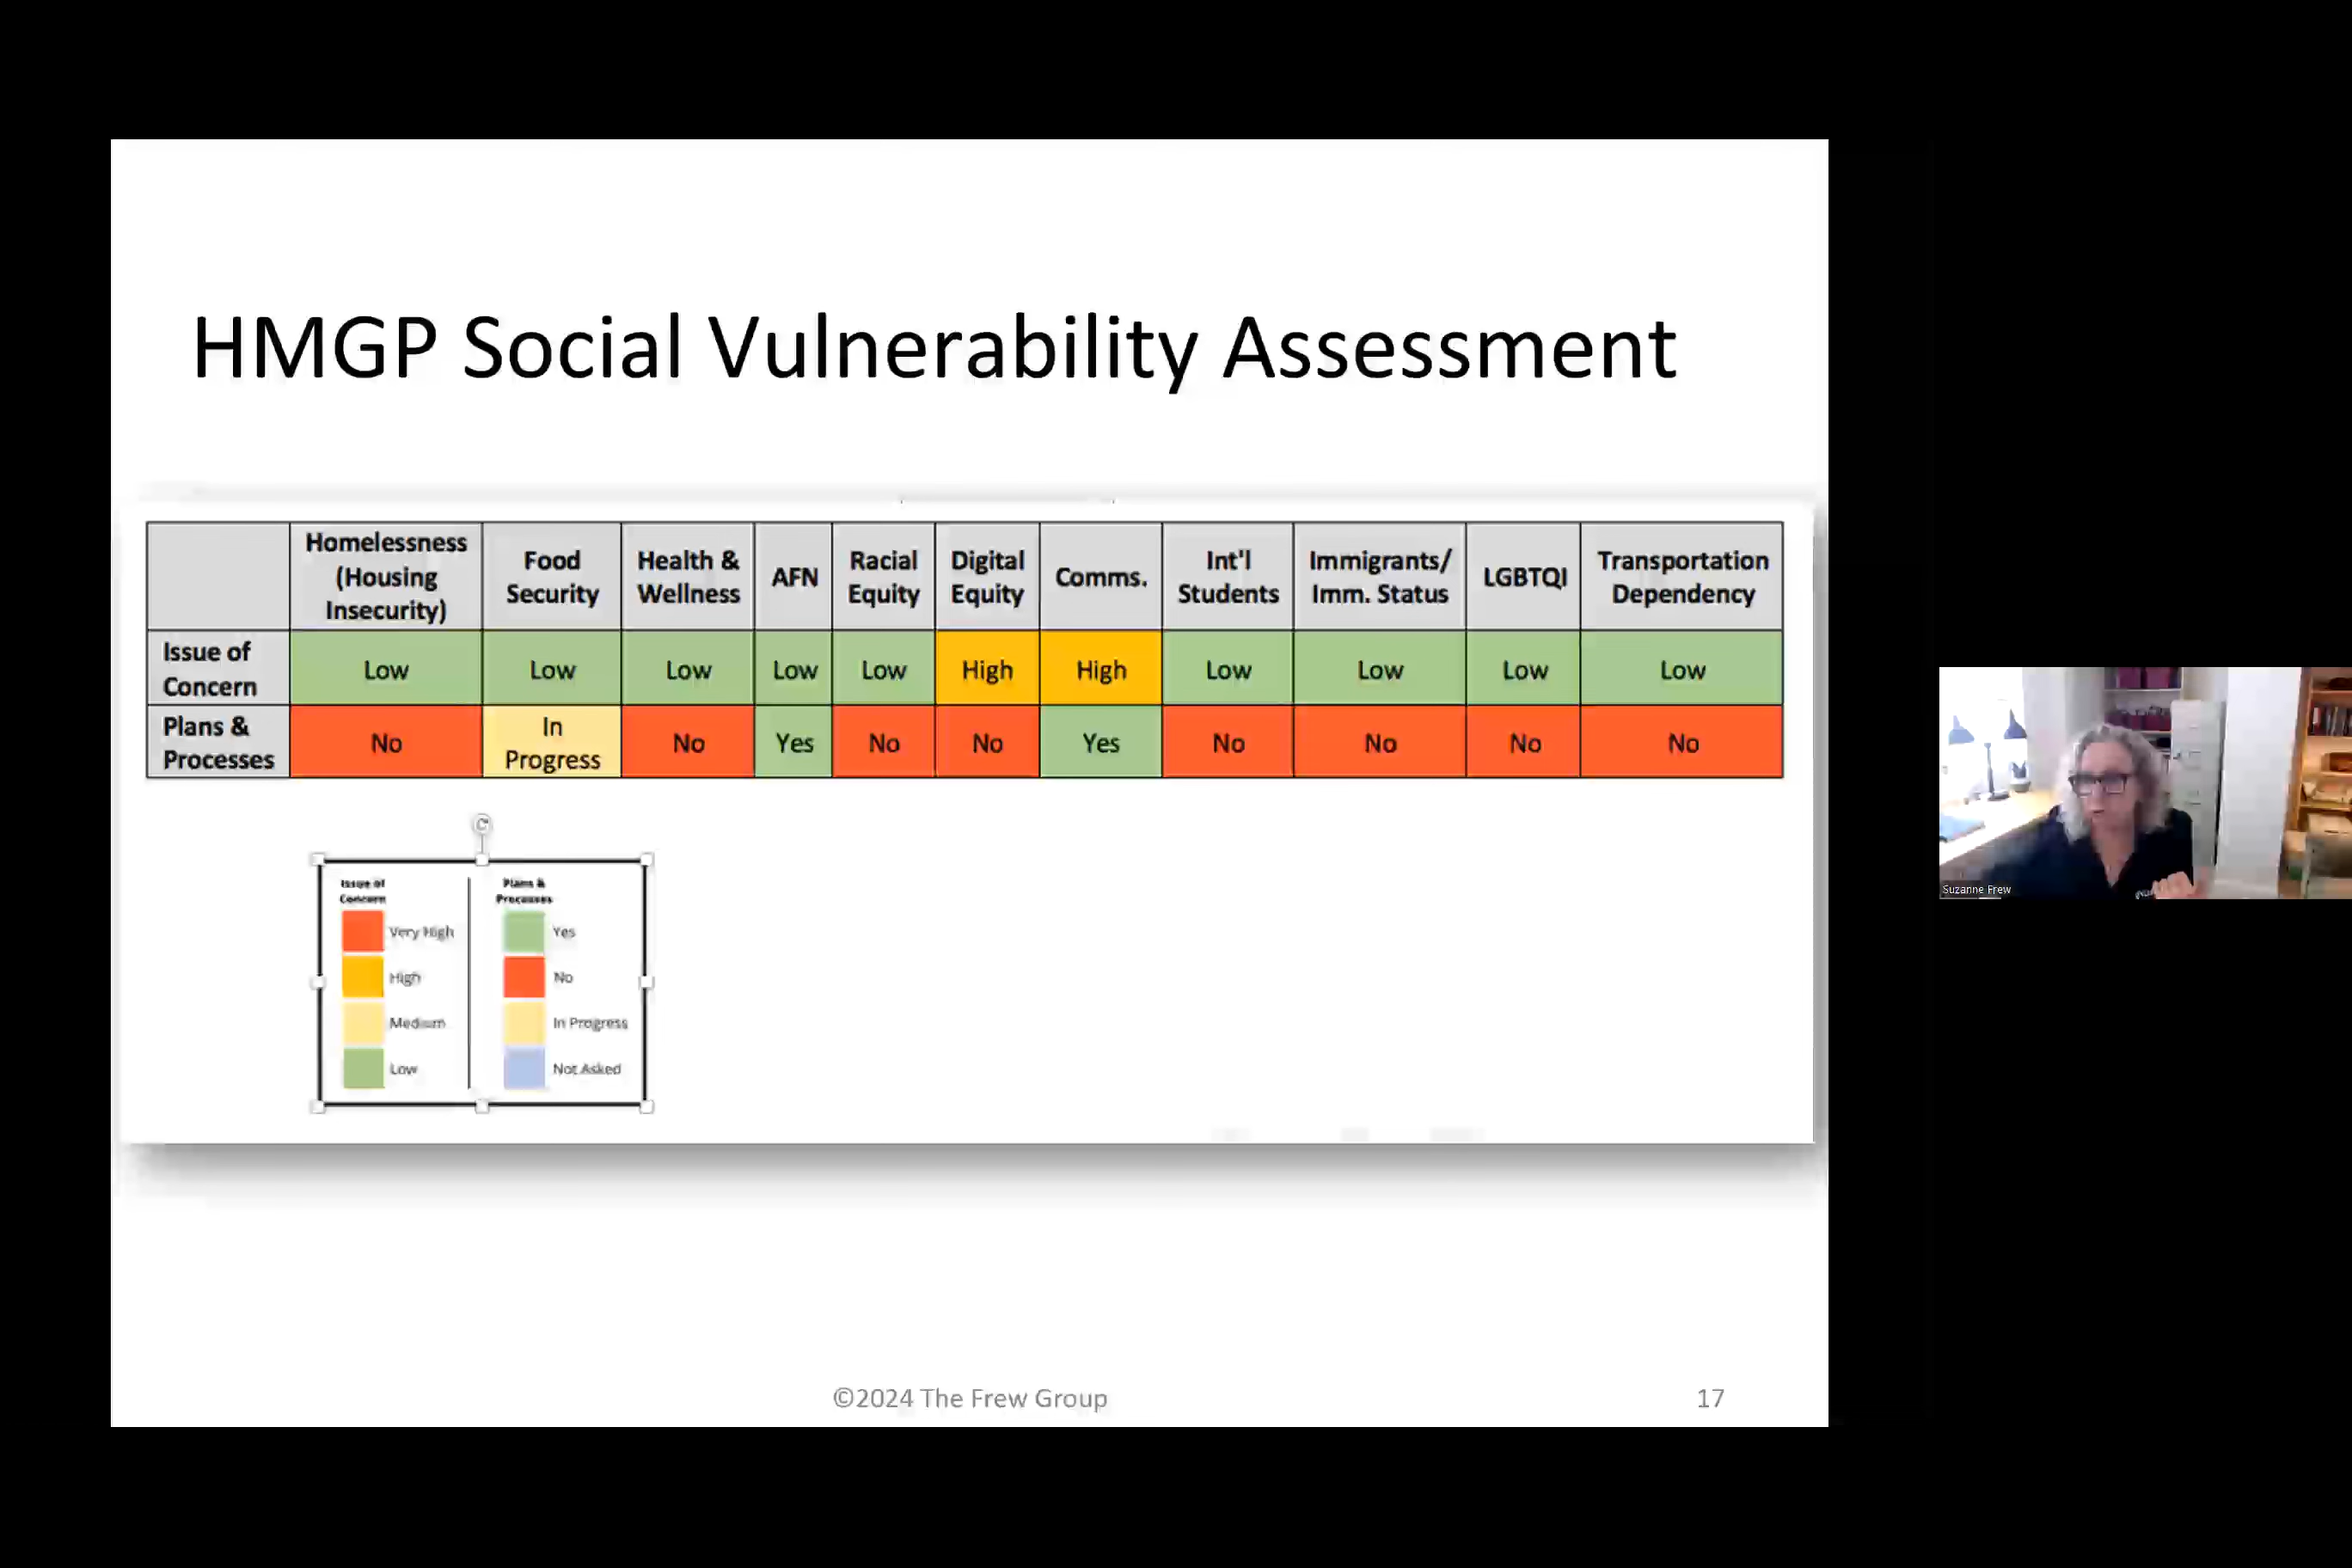 HMGP Social Vulnerability Assessment
Homelessness
(Housing
Insecurity)
Food
Security
Health &
Wellness
AFN
Racial
Equity
Digital
Equity
Comms.
Int'l
Students
Immigrants/
Imm. Status
LGBTQI
Transportation
Dependency
Issue of
Concern
Low
Low
Low
Low
Low
High
High
Low
Low
Low
Low
Plans &
Processes
No
In
Progress
No
Yes
No
No
Yes
No
No
No
No
Issue of
Concern
Very High
High
Medium
Low
Plans &
Processes
Yes
No
In Progress
Not Asked
Suzanne Frew
©2024 The Frew Group
17